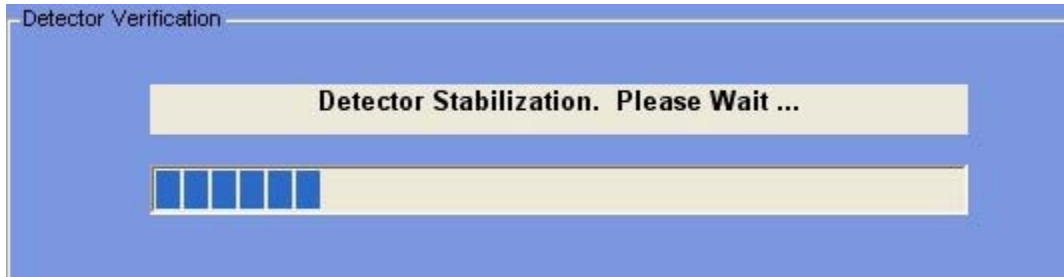 Detector Verification
Detector Stabilization.  Please Wait ...